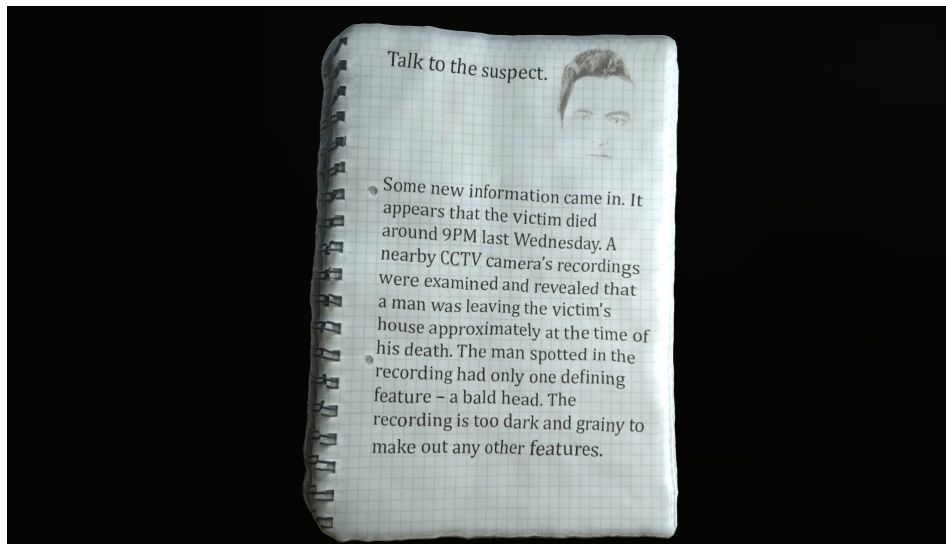 Talk to the suspect.
Some new information came in. It
appears that the victim died
around 9PM last Wednesday. A
nearby CCTV camera's recordings
were examined and revealed that
a man was leaving the victim's
house approximately at the time of
his death. The man spotted in the
recording had only one defining
feature – a bald head. The
recording is too dark and grainy to
make out any other features.